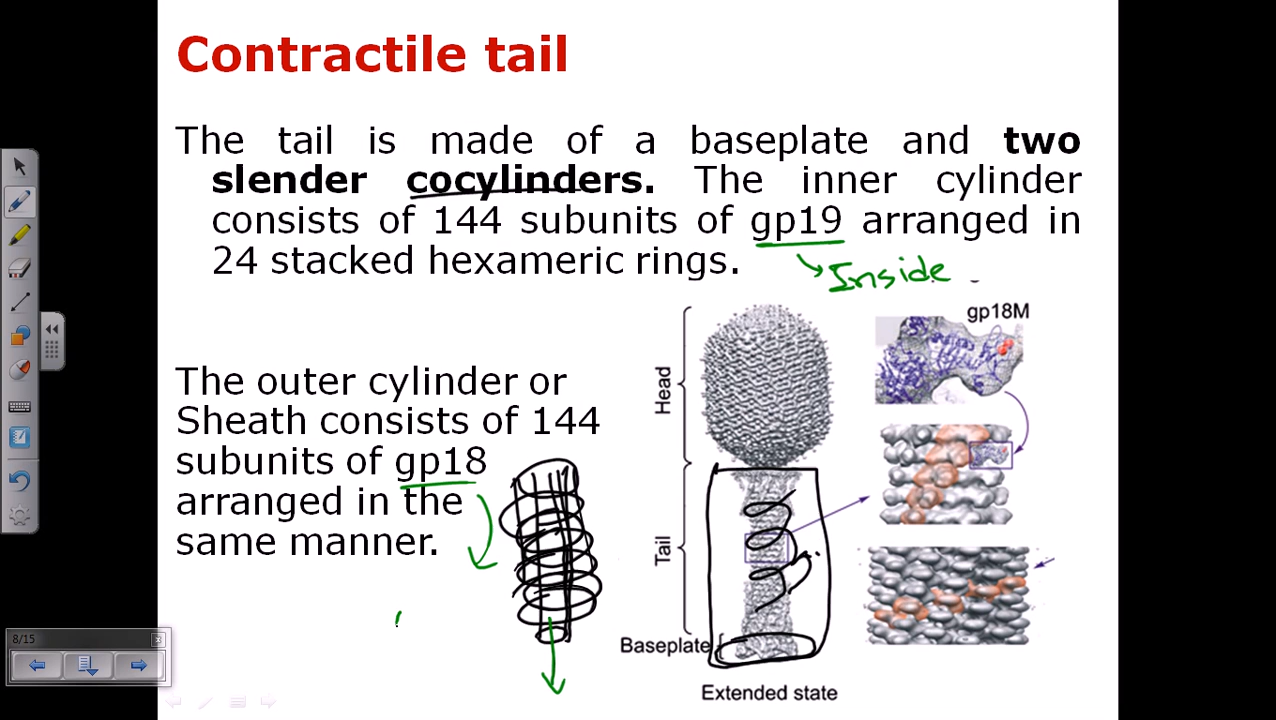 Contractile tail
The tail is made of a baseplate and two
slender cocylinders. The inner cylinder
consists of 144 subunits of gp19 arranged in
24 stacked hexameric rings.
Inside
The outer cylinder or
Sheath consists of 144
subunits of gp18
arranged in the
same manner.
gp18M
Head
Tail
Baseplate
Extended state
8/15